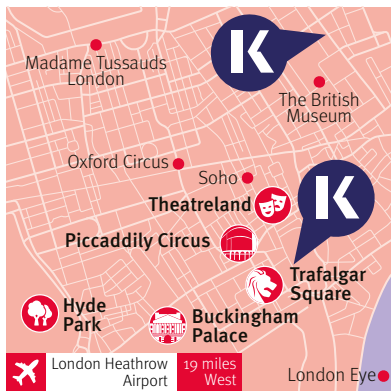 K
Madame Tussauds
London
The British
Museum
Oxford Circus
Soho
K
Theatreland
Piccadily Circus
Trafalgar
Square
Hyde
Park
Buckingham
Palace
London Heathrow
Airport
19 miles
West
London Eye